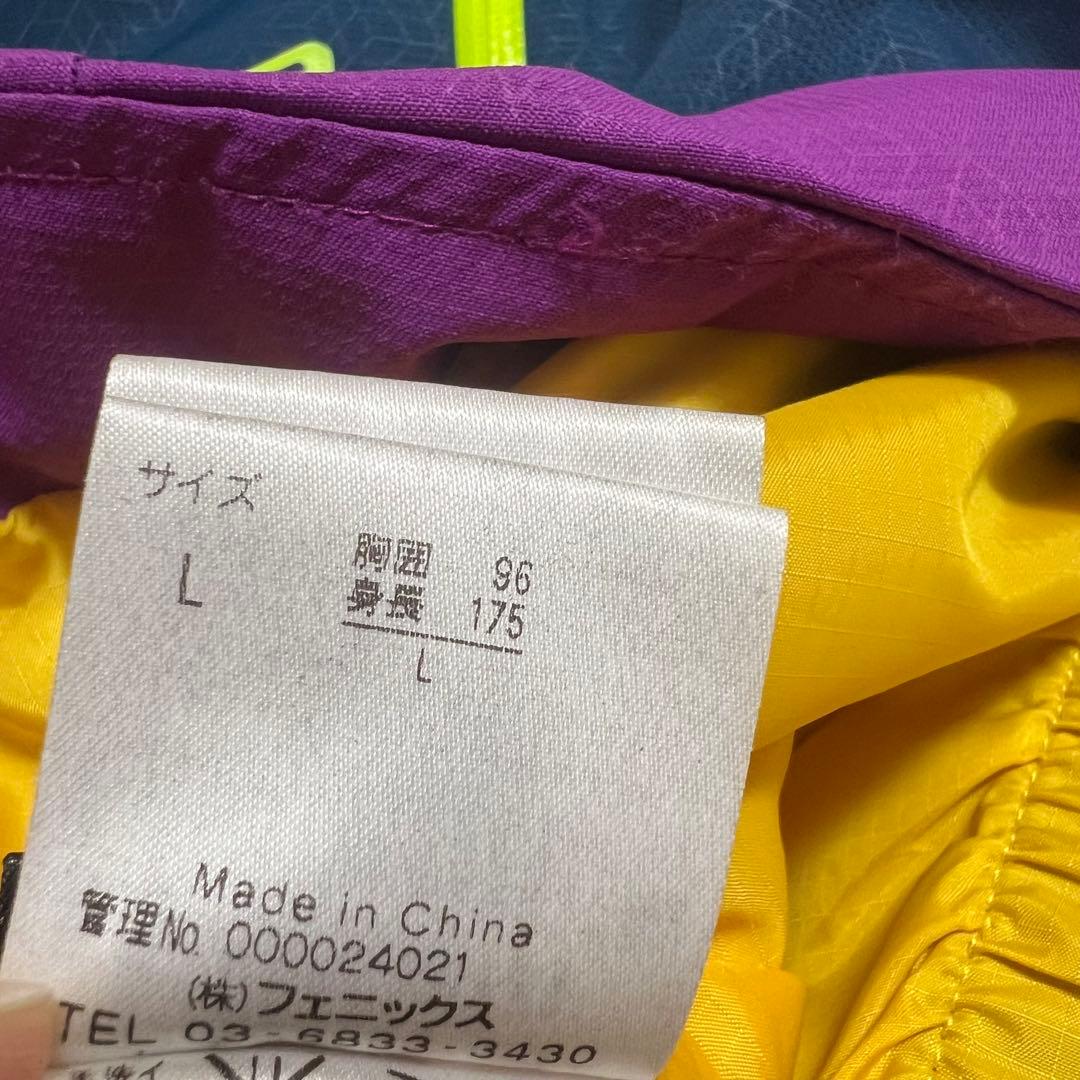 サイズ
L
胸囲 96
身長 175
L
Made in China
管理No. 000024021
(株)フェニックス
TEL 03-6833-3430